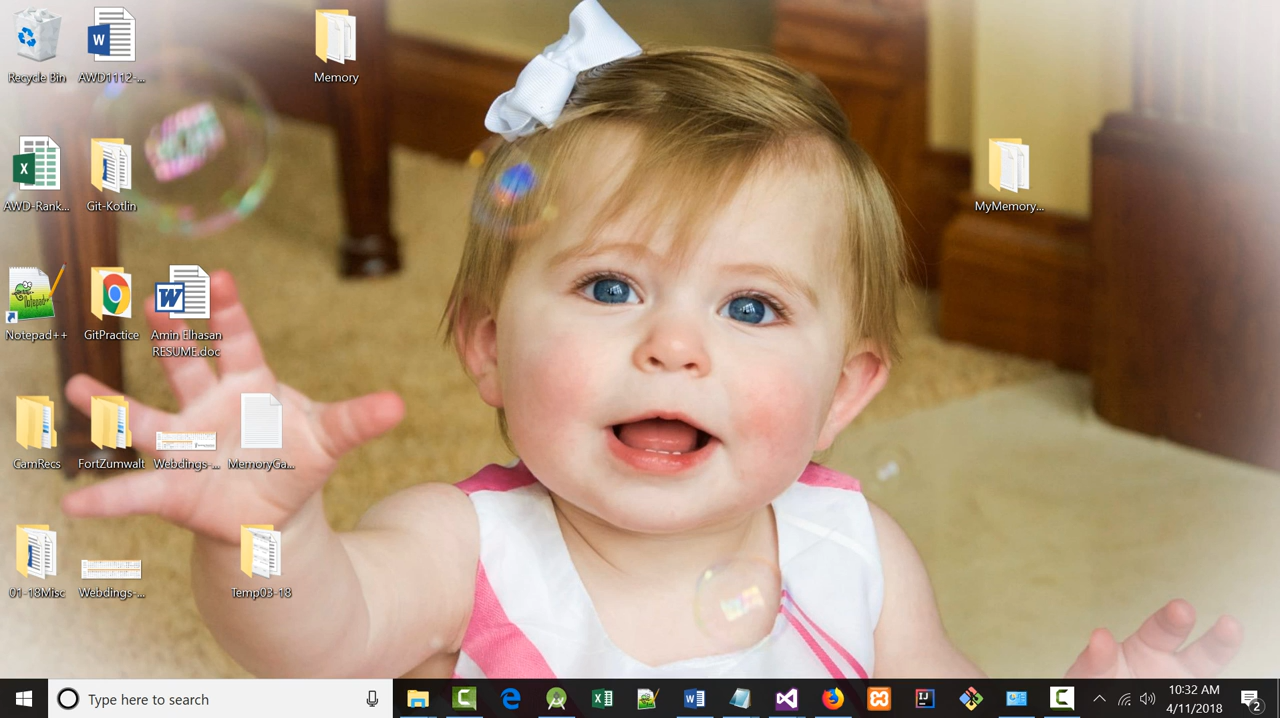 Recycle Bin
AWD1112-...
Memory
AWD-Rank...
Git-Kotlin
MyMemory...
Notepad++
GitPractice
Amin Elhasan
RESUME.doc
CamRecs
FortZumwalt
Webdings-...
MemoryGa...
01-18Misc
Webdings-...
Temp03-18
Type here to search
10:32 AM
4/11/2018
2